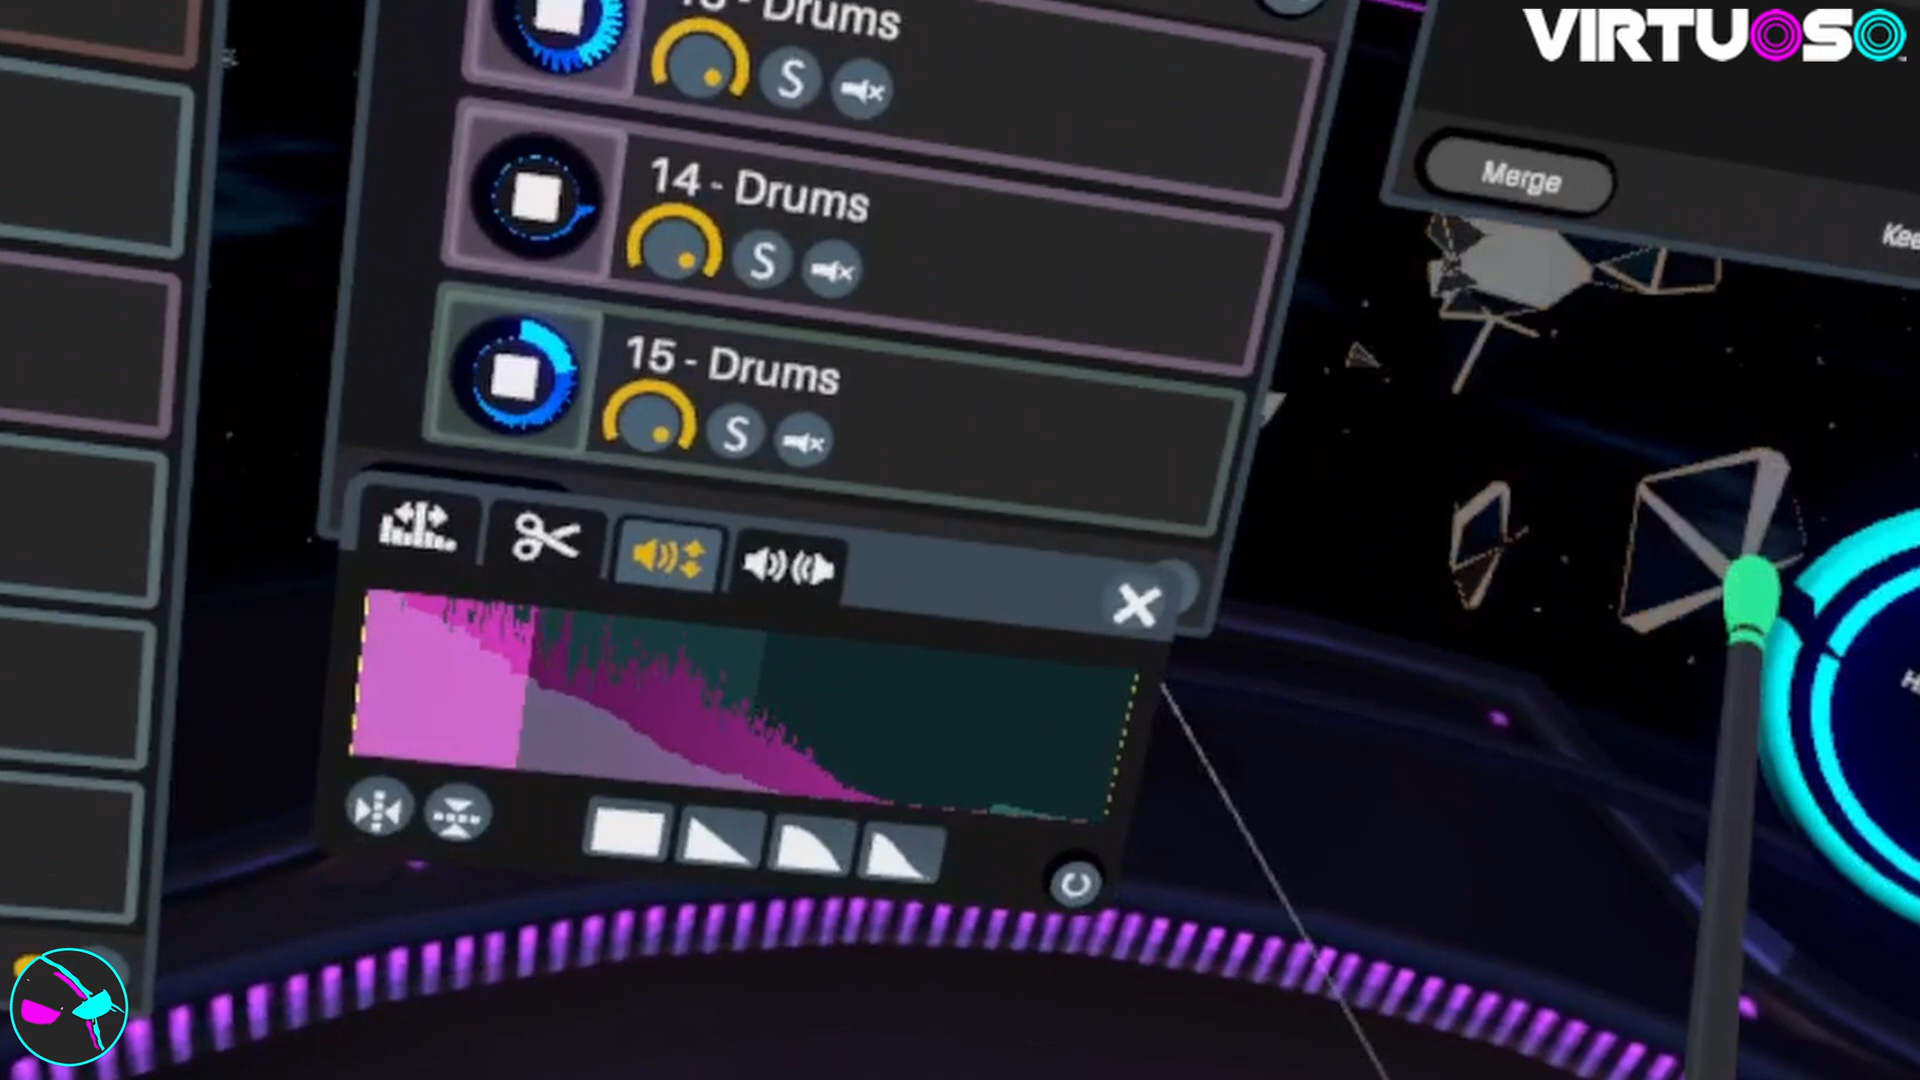 VIRTUOSO
Drums
S
Merge
14 - Drums
S
15 - Drums
S